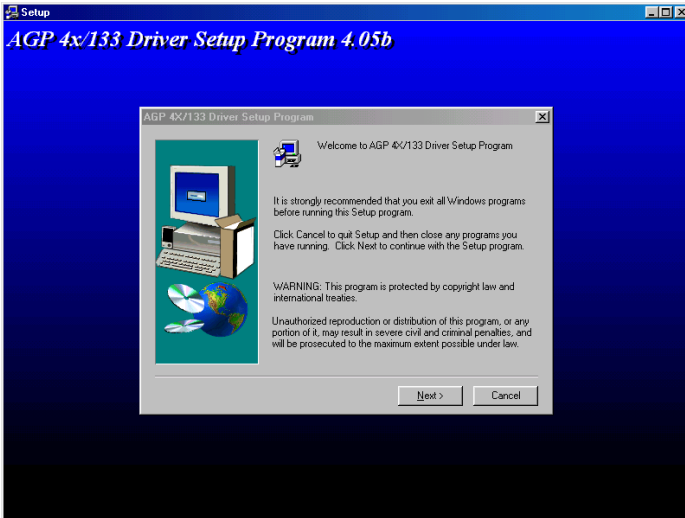 Setup
AGP 4x/133 Driver Setup Program 4.05b
AGP 4X/133 Driver Setup Program
Welcome to AGP 4X/133 Driver Setup Program
It is strongly recommended that you exit all Windows programs
before running this Setup program.
Click Cancel to quit Setup and then close any programs you
have running. Click Next to continue with the Setup program.
WARNING: This program is protected by copyright law and
international treaties.
Unauthorized reproduction or distribution of this program, or any
portion of it, may result in severe civil and criminal penalties, and
will be prosecuted to the maximum extent possible under law.
Next > Cancel